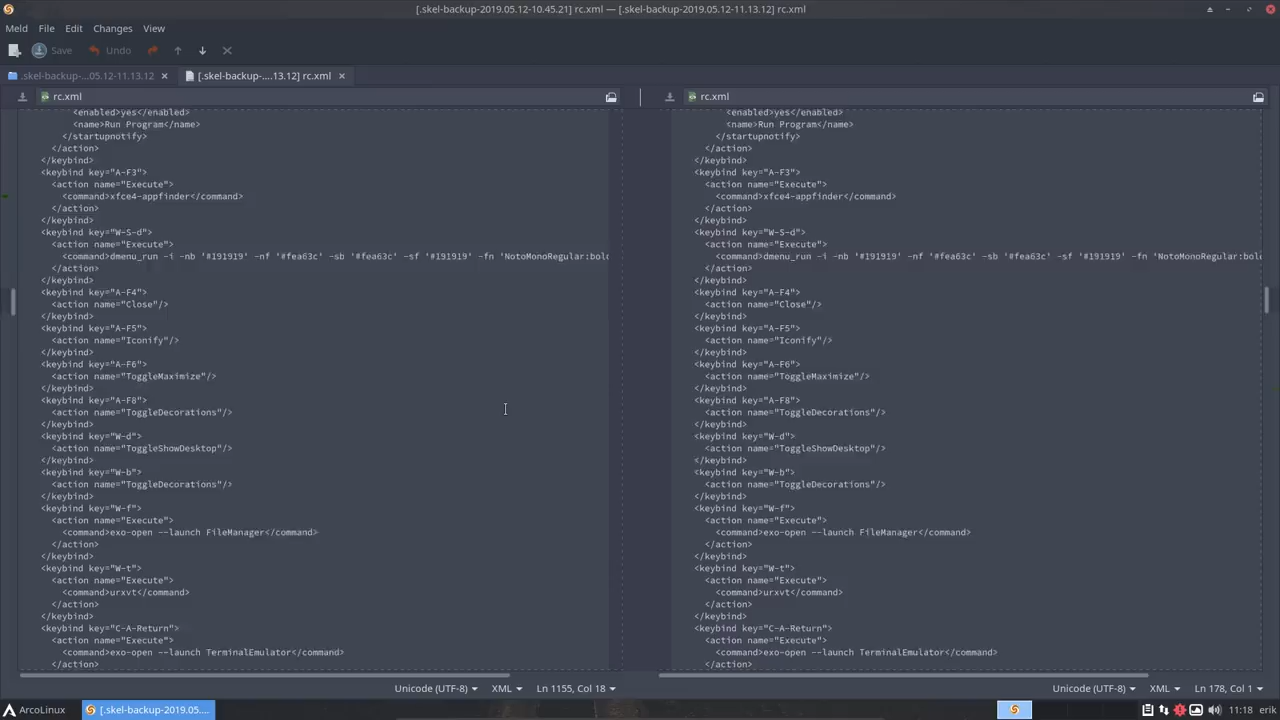 [.skel-backup-2019.05.12-10.45.21] rc.xml — [.skel-backup-2019.05.12-11.13.12] rc.xml
Meld File Edit Changes View
Save Undo
.skel-backup-...05.12-11.13.12 [.skel-backup-....13.12] rc.xml
rc.xml
<enabled>yes</enabled>
<name>Run Program</name>
</startupnotify>
</action>
</keybind>
<keybind key="A-F3">
<action name="Execute">
<command>xfce4-appfinder</command>
</action>
</keybind>
<keybind key="W-S-d">
<action name="Execute">
<command>dmenu_run -i -nb '#191919' -nf '#fea63c' -sb '#fea63c' -sf '#191919' -fn 'NotoMonoRegular:bold
</action>
</keybind>
<keybind key="A-F4">
<action name="Close"/>
</keybind>
<keybind key="A-F5">
<action name="Iconify"/>
</keybind>
<keybind key="A-F6">
<action name="ToggleMaximize"/>
</keybind>
<keybind key="A-F8">
<action name="ToggleDecorations"/>
</keybind>
<keybind key="W-d">
<action name="ToggleShowDesktop"/>
</keybind>
<keybind key="W-b">
<action name="ToggleDecorations"/>
</keybind>
<keybind key="W-f">
<action name="Execute">
<command>exo-open --launch FileManager</command>
</action>
</keybind>
<keybind key="W-t">
<action name="Execute">
<command>urxvt</command>
</action>
</keybind>
<keybind key="C-A-Return">
<action name="Execute">
<command>exo-open --launch TerminalEmulator</command>
</action>
Unicode (UTF-8) XML Ln 1155, Col 18
rc.xml
<enabled>yes</enabled>
<name>Run Program</name>
</startupnotify>
</action>
</keybind>
<keybind key="A-F3">
<action name="Execute">
<command>xfce4-appfinder</command>
</action>
</keybind>
<keybind key="W-S-d">
<action name="Execute">
<command>dmenu_run -i -nb '#191919' -nf '#fea63c' -sb '#fea63c' -sf '#191919' -fn 'NotoMonoRegular:bold
</action>
</keybind>
<keybind key="A-F4">
<action name="Close"/>
</keybind>
<keybind key="A-F5">
<action name="Iconify"/>
</keybind>
<keybind key="A-F6">
<action name="ToggleMaximize"/>
</keybind>
<keybind key="A-F8">
<action name="ToggleDecorations"/>
</keybind>
<keybind key="W-d">
<action name="ToggleShowDesktop"/>
</keybind>
<keybind key="W-b">
<action name="ToggleDecorations"/>
</keybind>
<keybind key="W-f">
<action name="Execute">
<command>exo-open --launch FileManager</command>
</action>
</keybind>
<keybind key="W-t">
<action name="Execute">
<command>urxvt</command>
</action>
</keybind>
<keybind key="C-A-Return">
<action name="Execute">
<command>exo-open --launch TerminalEmulator</command>
</action>
Unicode (UTF-8) XML Ln 178, Col 1
ArcoLinux [.skel-backup-2019.05.... 11:18 erik